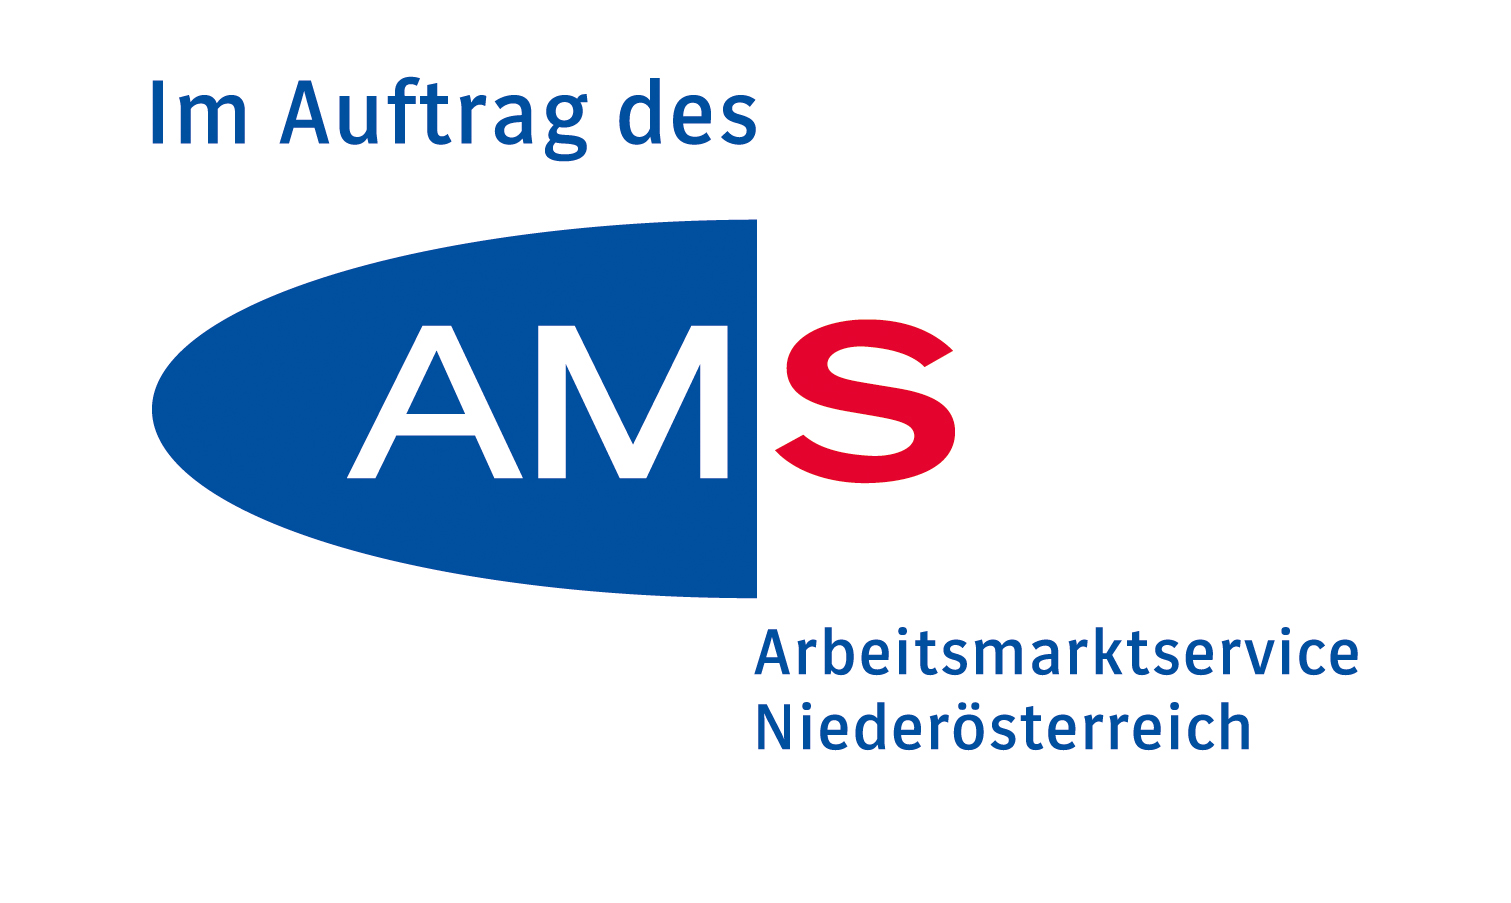 Im Auftrag des
AMS
Arbeitsmarktservice
Niederösterreich